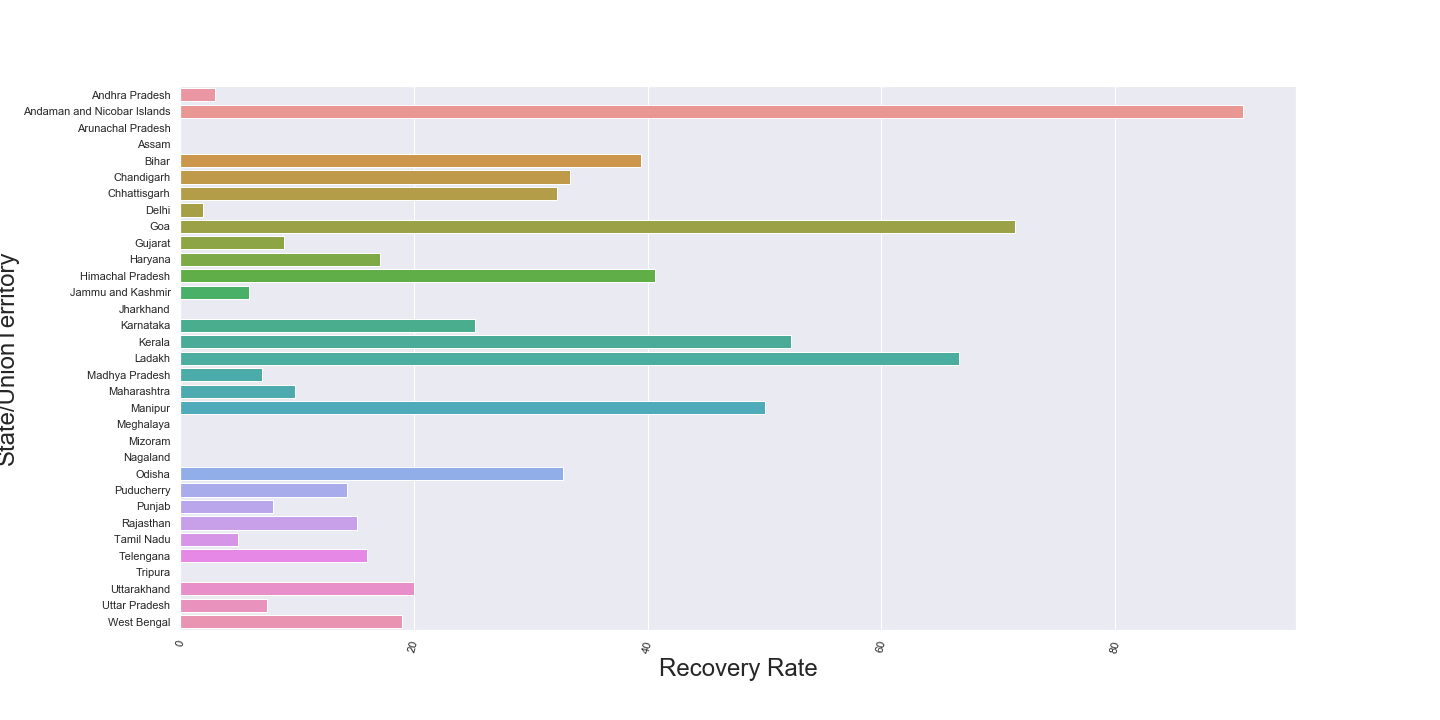 Andhra Pradesh
Andaman and Nicobar Islands
Arunachal Pradesh
Assam
Bihar
Chandigarh
Chhattisgarh
Delhi
Goa
Gujarat
Haryana
Himachal Pradesh
Jammu and Kashmir
Jharkhand
Karnataka
Kerala
Ladakh
Madhya Pradesh
Maharashtra
Manipur
Meghalaya
Mizoram
Nagaland
Odisha
Puducherry
Punjab
Rajasthan
Tamil Nadu
Telengana
Tripura
Uttarakhand
Uttar Pradesh
West Bengal
State/UnionTerritory
0 20 40 60 80
Recovery Rate